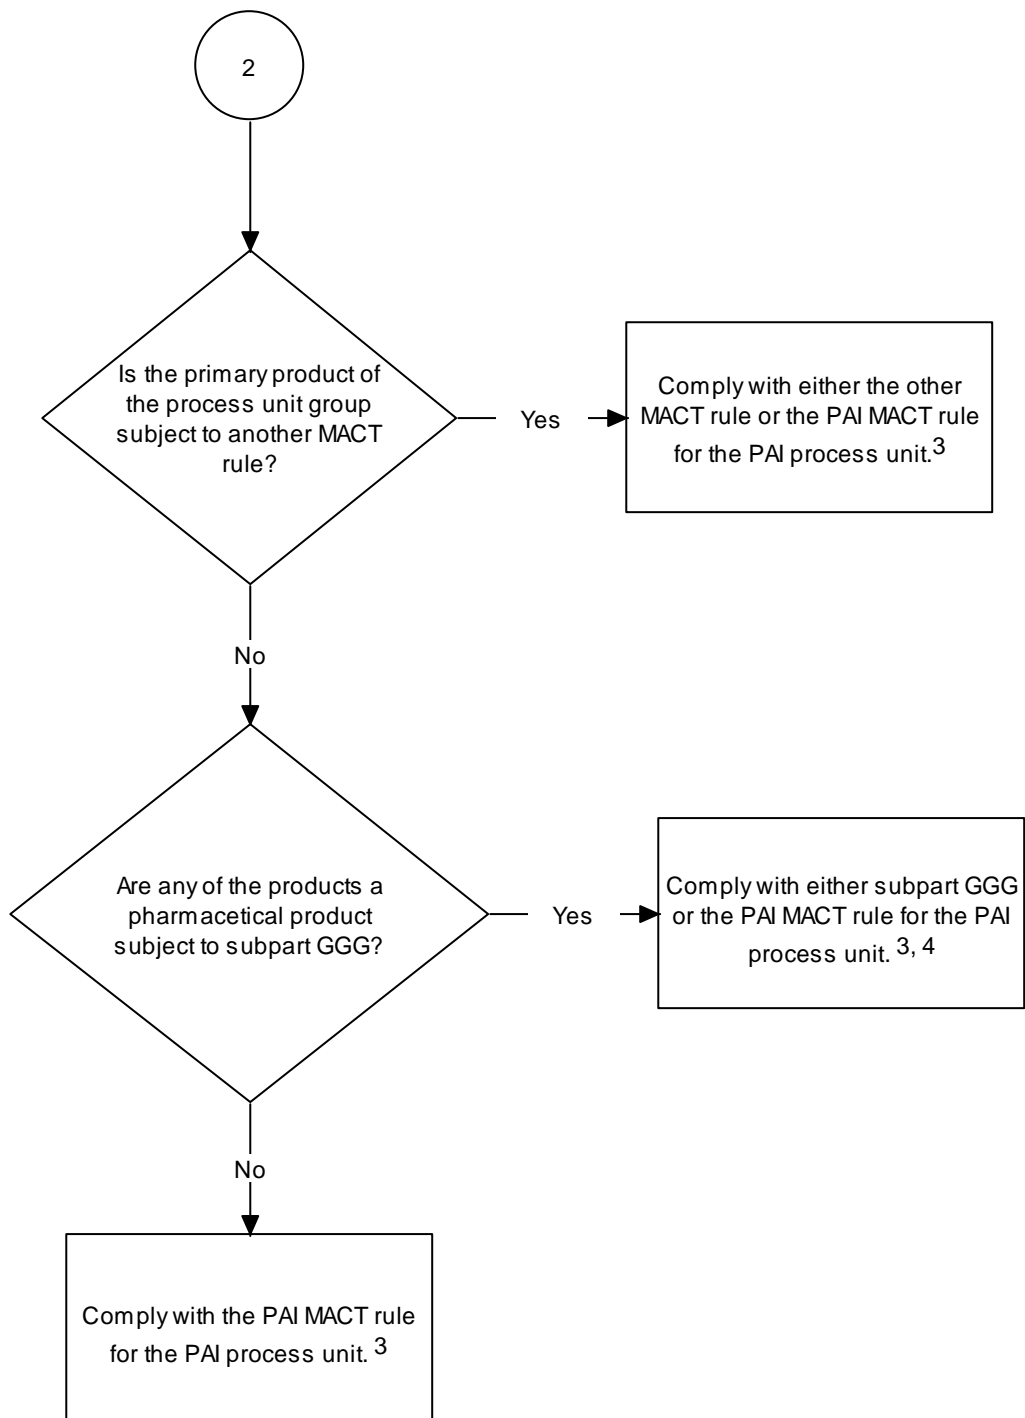 2
Is the primary product of
the process unit group
subject to another MACT
rule?
Yes
Comply with either the other
MACT rule or the PAI MACT rule
for the PAI process unit.3
No
Are any of the products a
pharmacetical product
subject to subpart GGG?
Yes
Comply with either subpart GGG
or the PAI MACT rule for the PAI
process unit. 3, 4
No
Comply with the PAI MACT rule
for the PAI process unit. 3